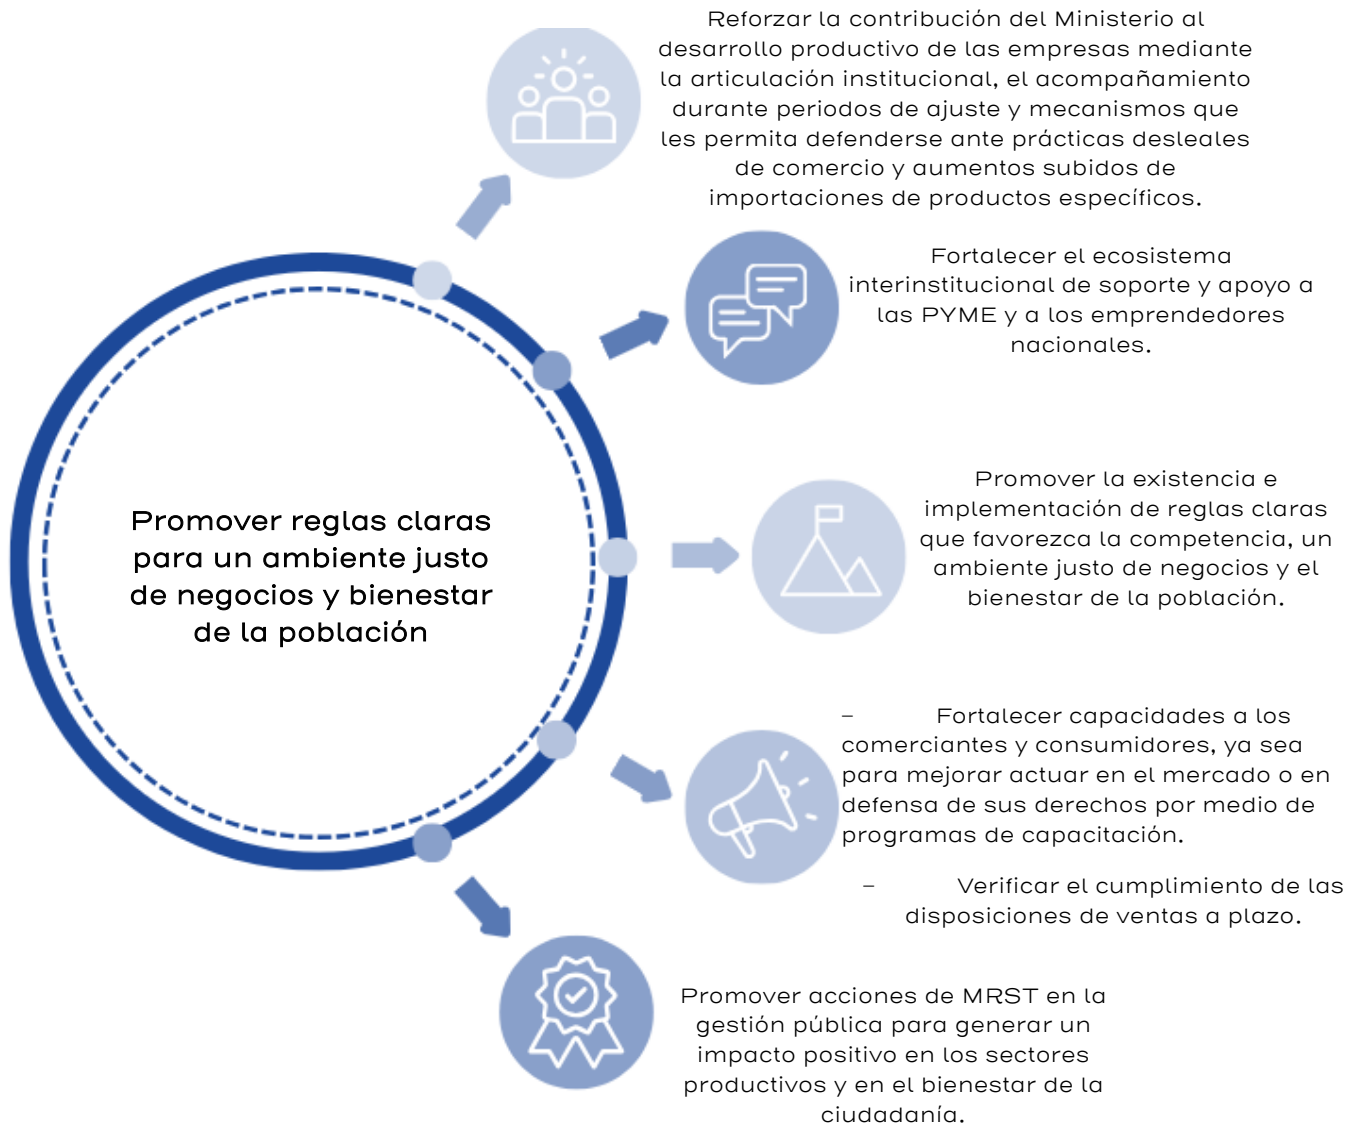 Reforzar la contribución del Ministerio al
desarrollo productivo de las empresas mediante
la articulación institucional, el acompañamiento
durante periodos de ajuste y mecanismos que
les permita defenderse ante prácticas desleales
de comercio y aumentos subidos de
importaciones de productos específicos.
Fortalecer el ecosistema
interinstitucional de soporte y apoyo a
las PYME y a los emprendedores
nacionales.
Promover reglas claras
para un ambiente justo
de negocios y bienestar
de la población
Promover la existencia e
implementación de reglas claras
que favorezca la competencia, un
ambiente justo de negocios y el
bienestar de la población.
– Fortalecer capacidades a los
comerciantes y consumidores, ya sea
para mejorar actuar en el mercado o en
defensa de sus derechos por medio de
programas de capacitación.
– Verificar el cumplimiento de las
disposiciones de ventas a plazo.
Promover acciones de MRST en la
gestión pública para generar un
impacto positivo en los sectores
productivos y en el bienestar de la
ciudadanía.